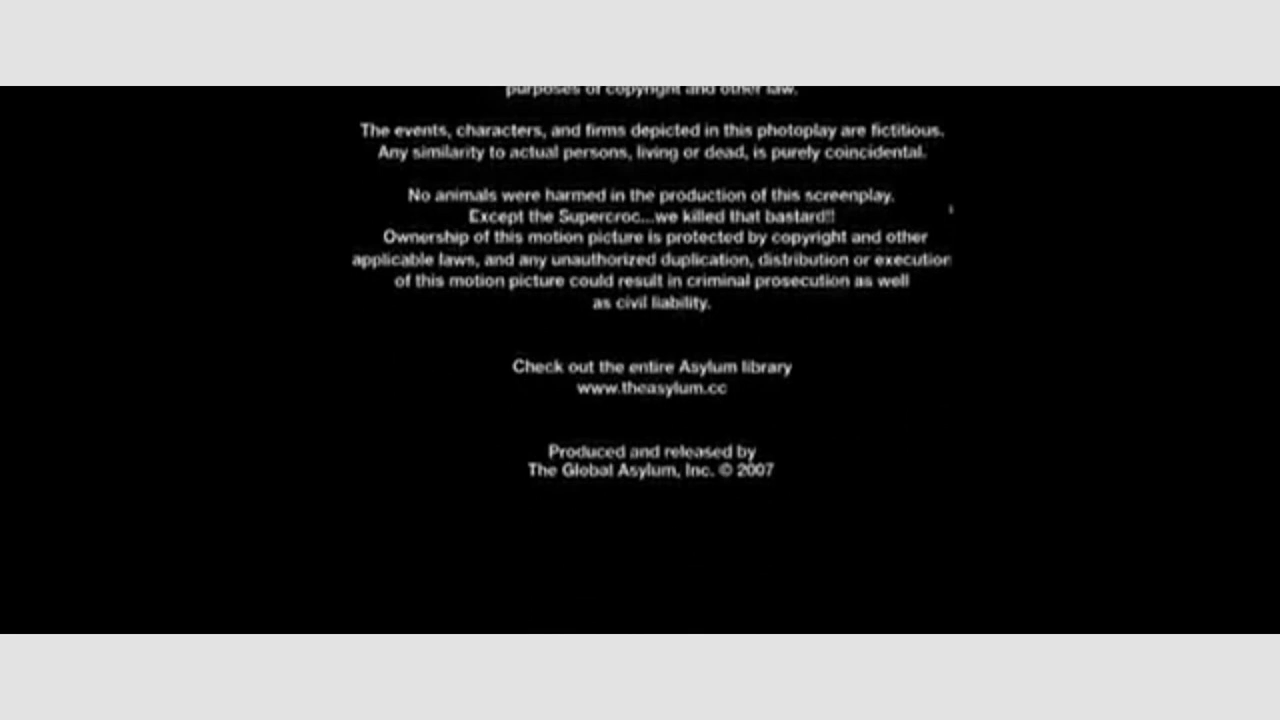 purposes of copyright and other law.
The events, characters, and firms depicted in this photoplay are fictitious.
Any similarity to actual persons, living or dead, is purely coincidental.
No animals were harmed in the production of this screenplay.
Except the Supercroc...we killed that bastard!!
Ownership of this motion picture is protected by copyright and other
applicable laws, and any unauthorized duplication, distribution or execution
of this motion picture could result in criminal prosecution as well
as civil liability.
Check out the entire Asylum library
www.theasylum.cc
Produced and released by
The Global Asylum, Inc. © 2007